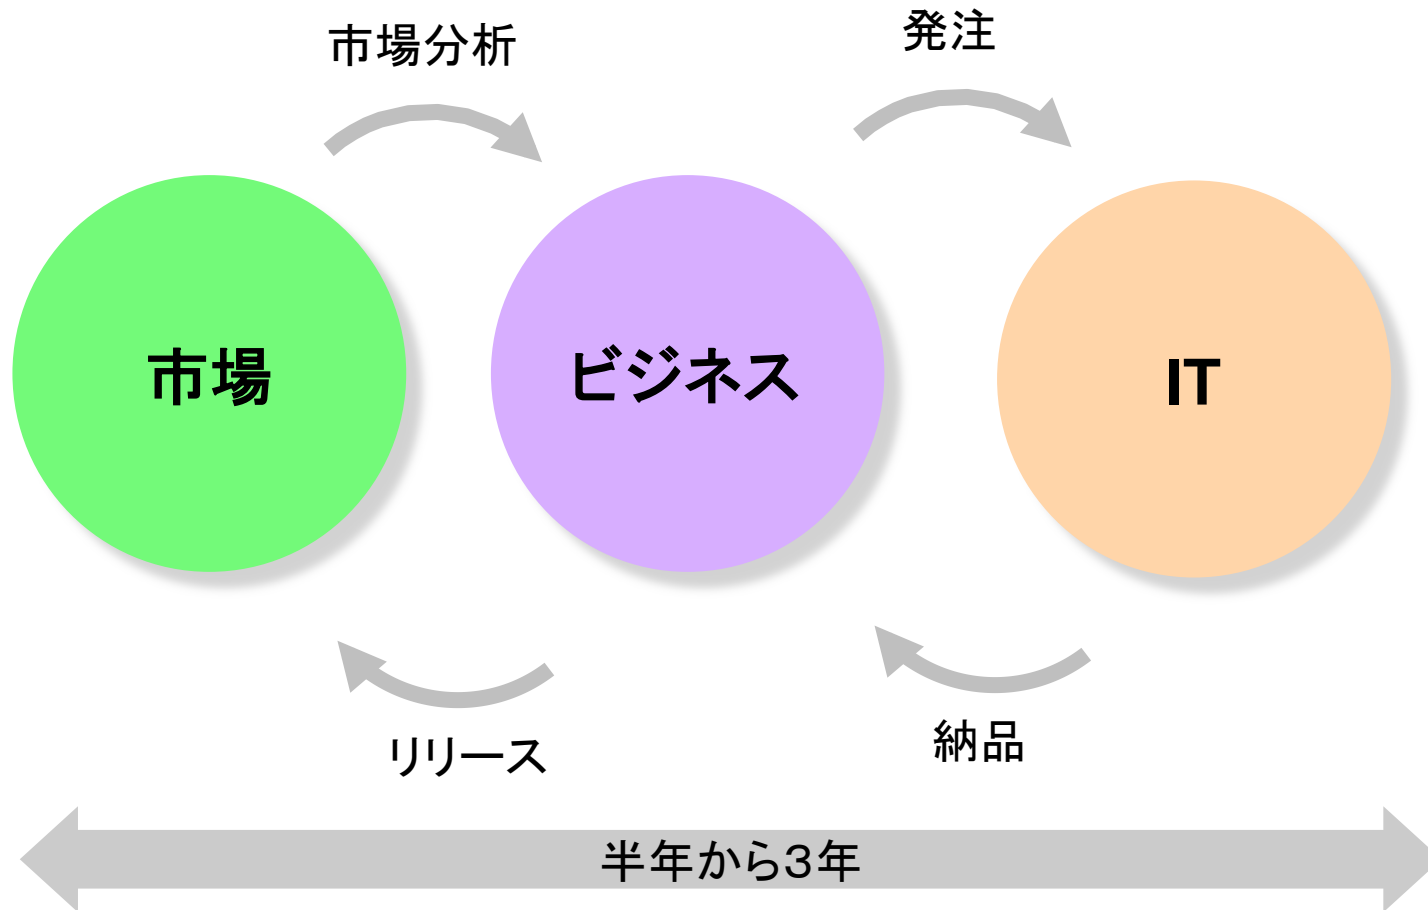 市場分析
発注
市場
ビジネス
IT
リリース
納品
半年から３年